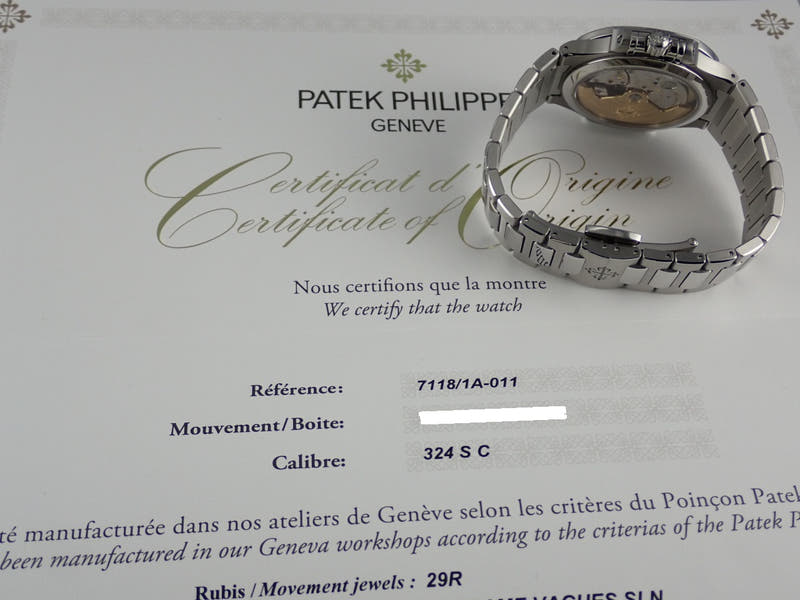 PATEK PHILIPPE
GENEVE
Certificat d'Origine
Certificate of Origin
Nous certifions que la montre
We certify that the watch
Référence: 7118/1A-011
Mouvement/Boite:
Calibre: 324 S C
té manufacturée dans nos ateliers de Genève selon les critères du Poinçon Patek
been manufactured in our Geneva workshops according to the criterias of the Patek P
Rubis / Movement jewels : 29R
VAGUES SLN